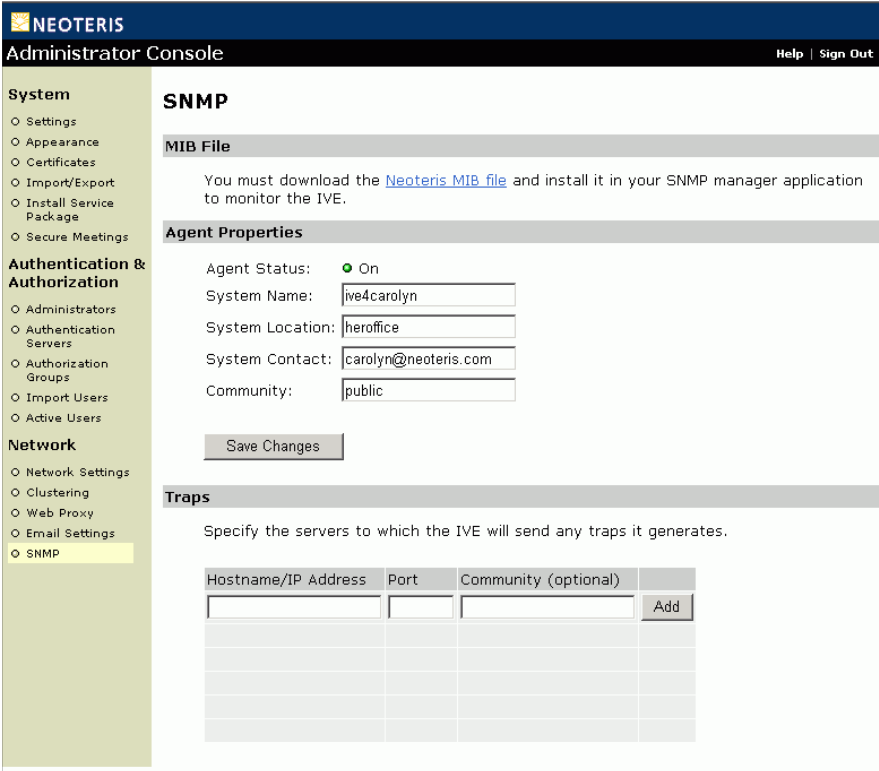 NEOTERIS
Administrator Console
Help | Sign Out
System
Settings
Appearance
Certificates
Import/Export
Install Service
Package
Secure Meetings
Authentication &
Authorization
Administrators
Authentication
Servers
Authorization
Groups
Import Users
Active Users
Network
Network Settings
Clustering
Web Proxy
Email Settings
SNMP
SNMP
MIB File
You must download the Neoteris MIB file and install it in your SNMP manager application
to monitor the IVE.
Agent Properties
Agent Status: On
System Name: ive4carolyn
System Location: heroffice
System Contact: carolyn@neoteris.com
Community: public
Save Changes
Traps
Specify the servers to which the IVE will send any traps it generates.
Hostname/IP Address Port Community (optional)
Add